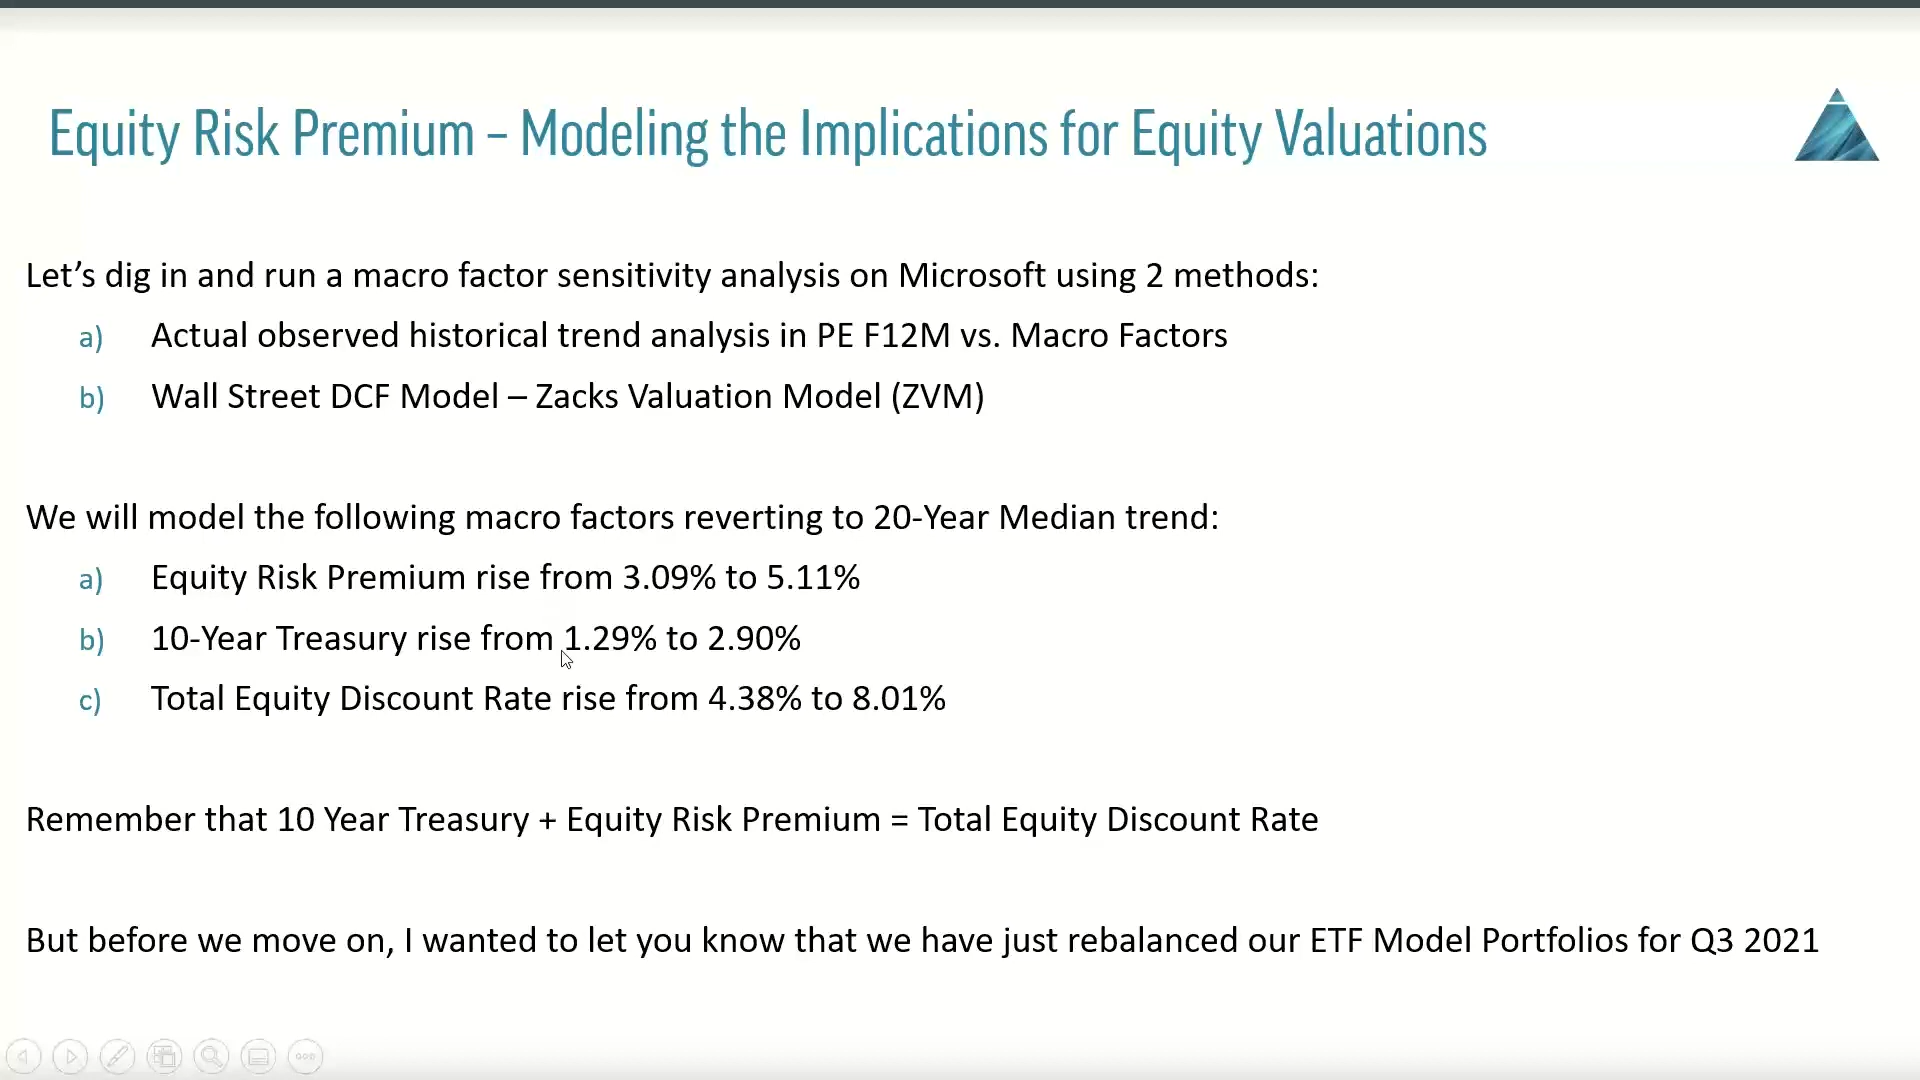 Equity Risk Premium – Modeling the Implications for Equity Valuations
Let’s dig in and run a macro factor sensitivity analysis on Microsoft using 2 methods:
a) Actual observed historical trend analysis in PE F12M vs. Macro Factors
b) Wall Street DCF Model – Zacks Valuation Model (ZVM)
We will model the following macro factors reverting to 20-Year Median trend:
a) Equity Risk Premium rise from 3.09% to 5.11%
b) 10-Year Treasury rise from 1.29% to 2.90%
c) Total Equity Discount Rate rise from 4.38% to 8.01%
Remember that 10 Year Treasury + Equity Risk Premium = Total Equity Discount Rate
But before we move on, I wanted to let you know that we have just rebalanced our ETF Model Portfolios for Q3 2021